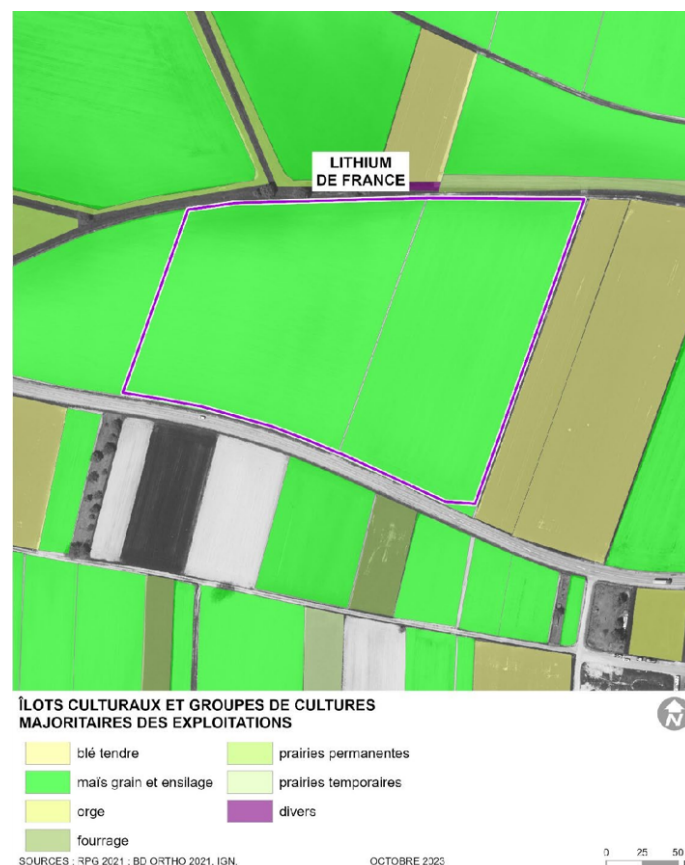 LITHIUM
DE FRANCE
ÎLOTS CULTURAUX ET GROUPES DE CULTURES
MAJORITAIRES DES EXPLOITATIONS
blé tendre
maïs grain et ensilage
orge
fourrage
prairies permanentes
prairies temporaires
divers
N
SOURCES : RPG 2021 ; BD ORTHO 2021, IGN.
OCTOBRE 2023
0 25 50